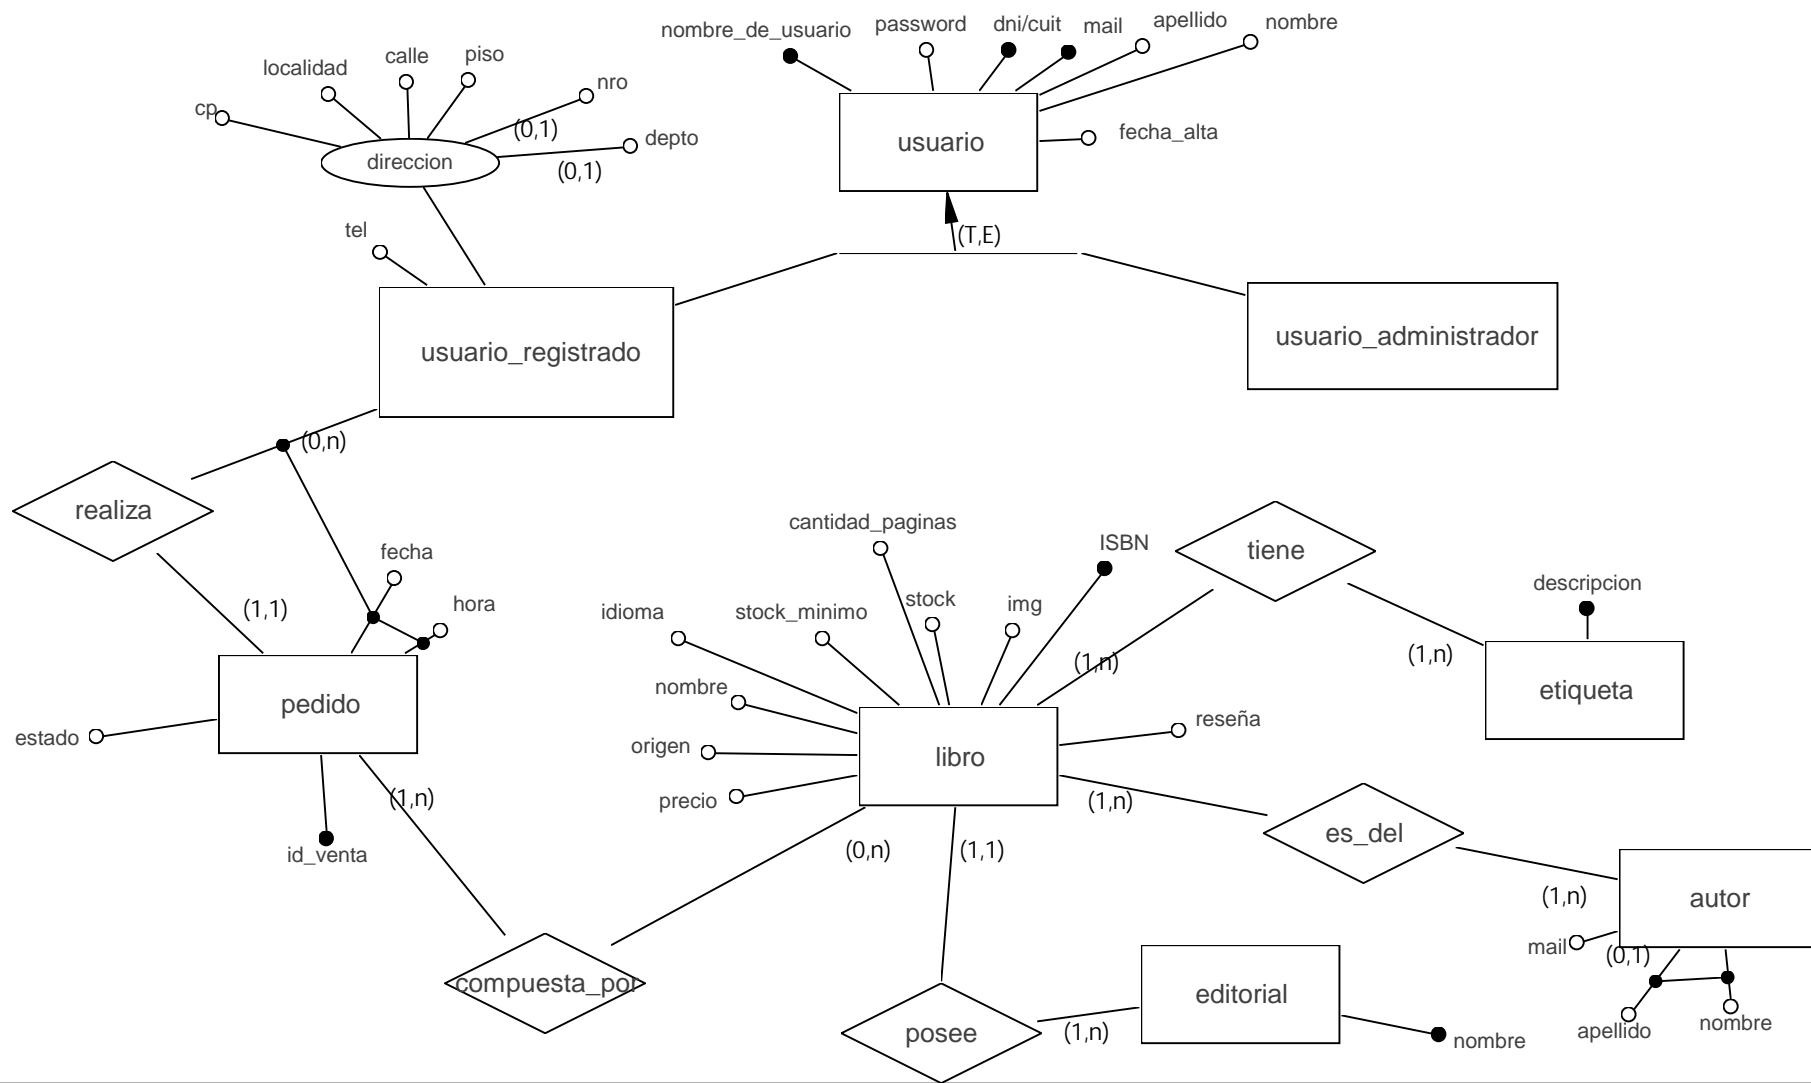 nombre_de_usuario
password
dni/cuit
mail
apellido
nombre
fecha_alta
usuario
(T,E)
cp
localidad
calle
piso
nro
(0,1)
depto
(0,1)
direccion
tel
usuario_registrado
usuario_administrador
(0,n)
realiza
(1,1)
fecha
hora
pedido
estado
id_venta
(1,n)
compuesta_por
(0,n)
cantidad_paginas
ISBN
idioma
stock_minimo
stock
img
nombre
origen
precio
libro
reseña
(1,n)
tiene
(1,n)
descripcion
etiqueta
(1,n)
es_del
(1,n)
autor
mail
(0,1)
apellido
nombre
(1,1)
posee
(1,n)
editorial
nombre